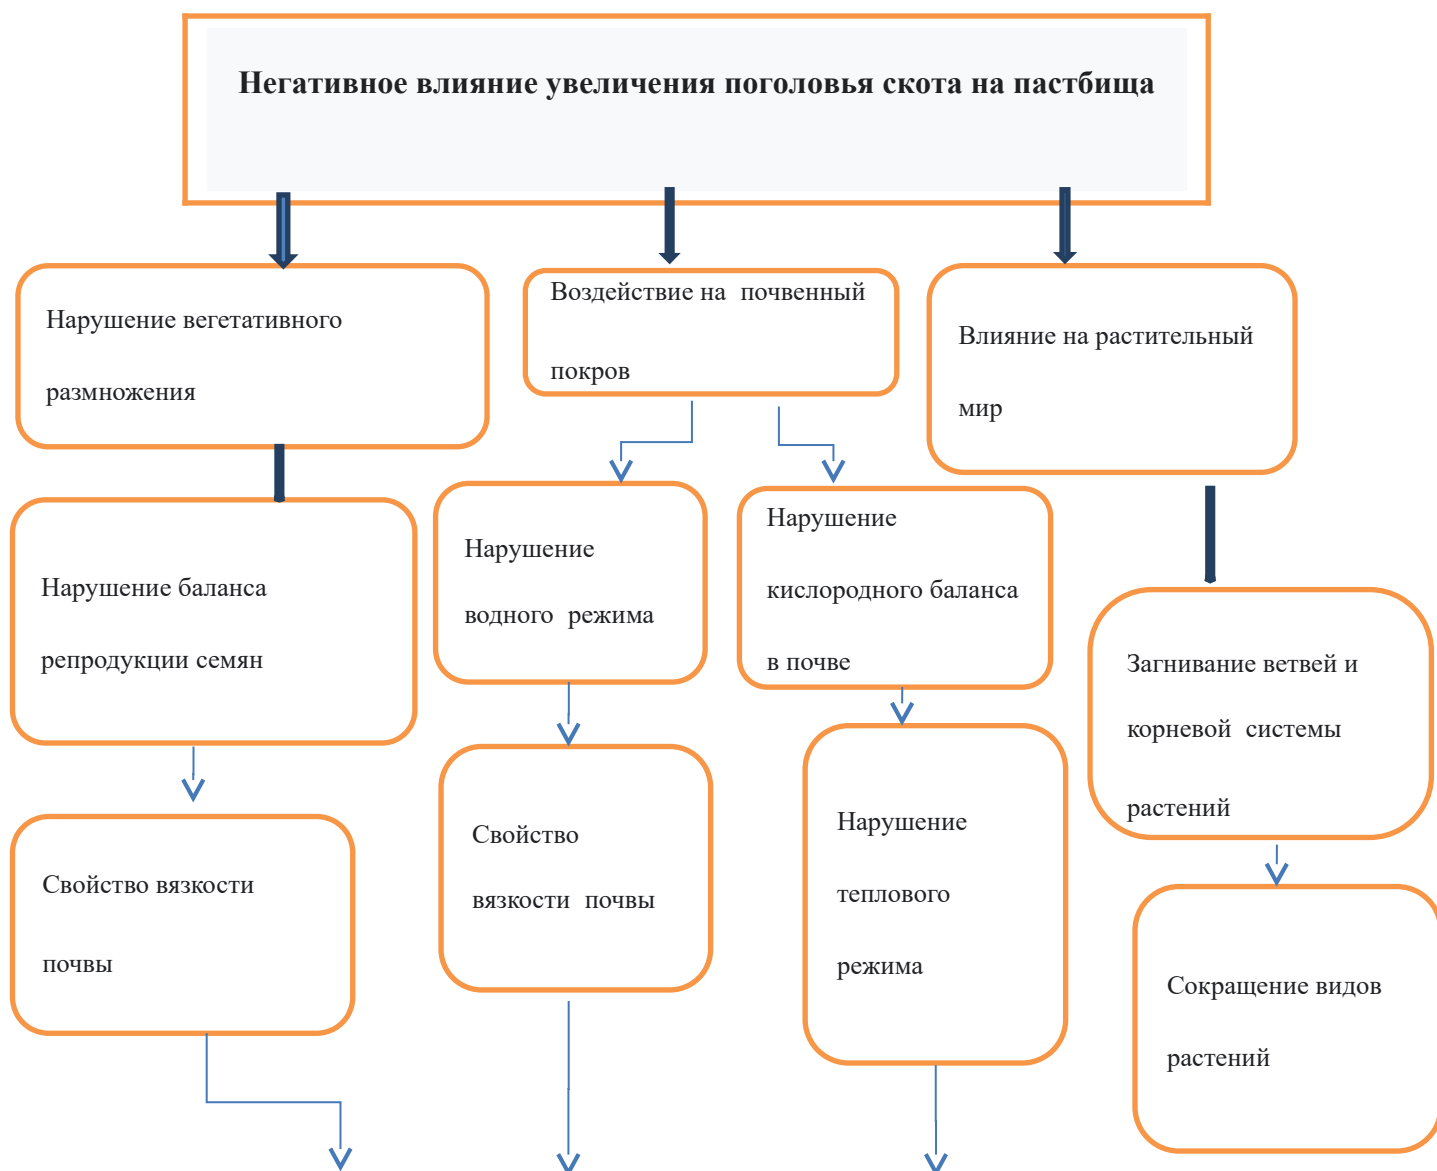 Негативное влияние увеличения поголовья скота на пастбища
Нарушение вегетативного
размножения
Воздействие на почвенный
покров
Влияние на растительный
мир
Нарушение баланса
репродукции семян
Нарушение
водного режима
Нарушение
кислородного баланса
в почве
Загнивание ветвей и
корневой системы
растений
Свойство вязкости
почвы
Свойство
вязкости почвы
Нарушение
теплового
режима
Сокращение видов
растений